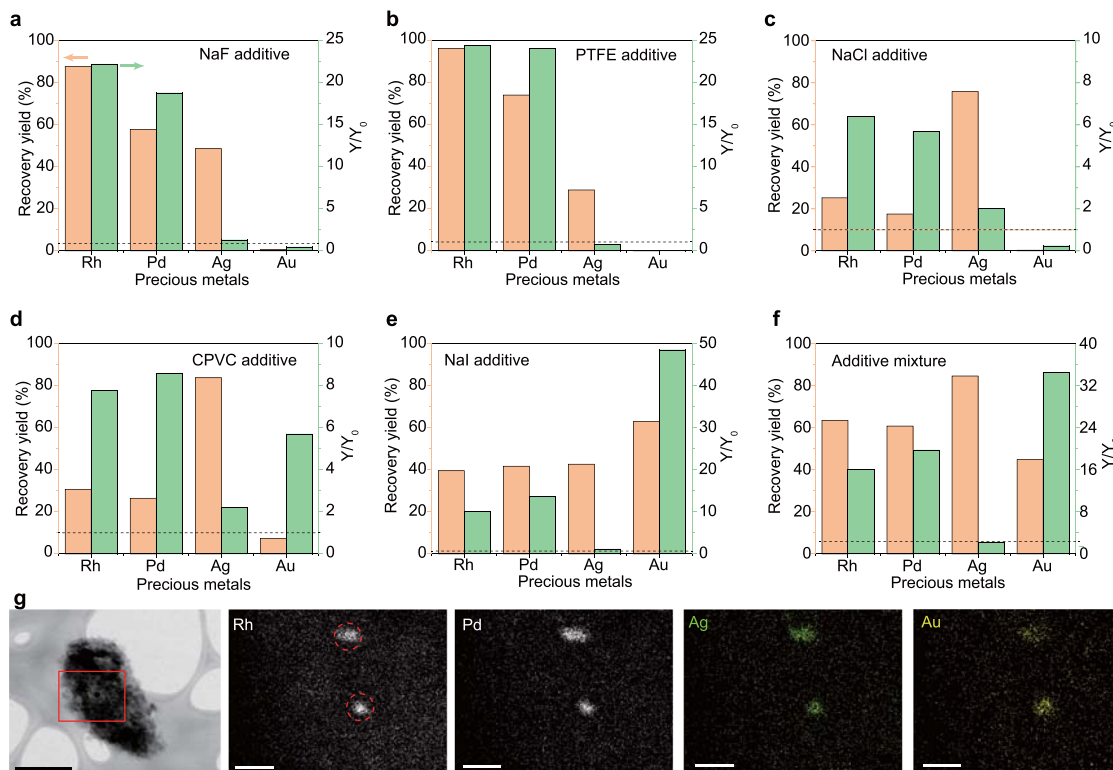 a
NaF additive
Recovery yield (%)
100
80
60
40
20
0
25
20
15
10
5
0
Y/Y0
Rh Pd Ag Au
Precious metals
b
PTFE additive
Recovery yield (%)
100
80
60
40
20
0
25
20
15
10
5
0
Y/Y0
Rh Pd Ag Au
Precious metals
c
NaCl additive
Recovery yield (%)
100
80
60
40
20
0
10
8
6
4
2
0
Y/Y0
Rh Pd Ag Au
Precious metals
d
CPVC additive
Recovery yield (%)
100
80
60
40
20
0
10
8
6
4
2
0
Y/Y0
Rh Pd Ag Au
Precious metals
e
NaI additive
Recovery yield (%)
100
80
60
40
20
0
50
40
30
20
10
0
Y/Y0
Rh Pd Ag Au
Precious metals
f
Additive mixture
Recovery yield (%)
100
80
60
40
20
0
40
32
24
16
8
0
Y/Y0
Rh Pd Ag Au
Precious metals
g
Rh
Pd
Ag
Au